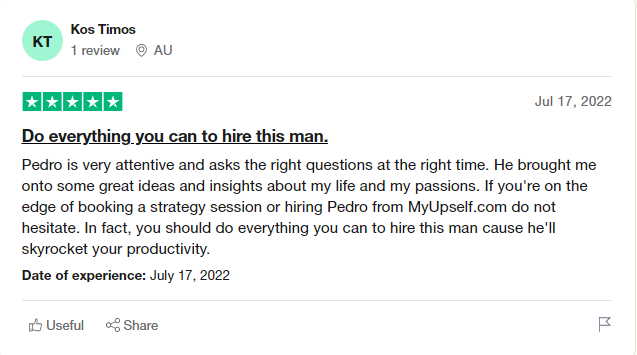 KT
Kos Timos
1 review AU
Jul 17, 2022
Do everything you can to hire this man.
Pedro is very attentive and asks the right questions at the right time. He brought me
onto some great ideas and insights about my life and my passions. If you're on the
edge of booking a strategy session or hiring Pedro from MyUpself.com do not
hesitate. In fact, you should do everything you can to hire this man cause he'll
skyrocket your productivity.
Date of experience: July 17, 2022
Useful Share